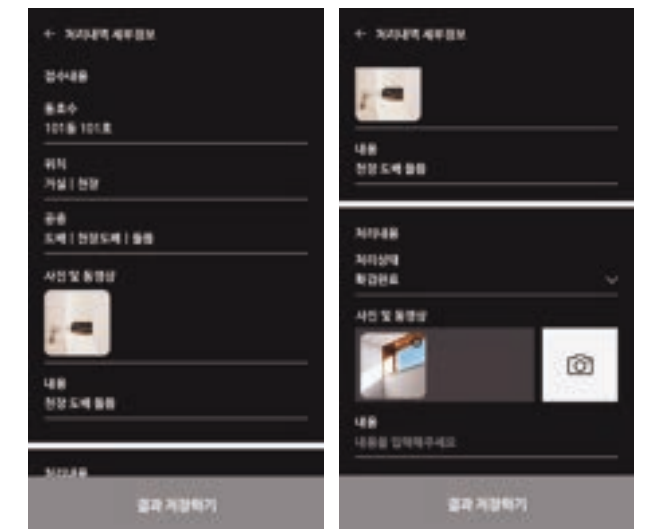 ← 처리내역 세부정보
접수내용
동호수
101동 101호
위치
거실 | 천장
공종
도배 | 천장도배 | 들뜸
사진 및 동영상
내용
천장 도배 들뜸
처리내용
결과 저장하기
← 처리내역 세부정보
내용
천장 도배 들뜸
처리내용
처리상태
확검완료
사진 및 동영상
내용
내용을 입력해주세요
결과 저장하기